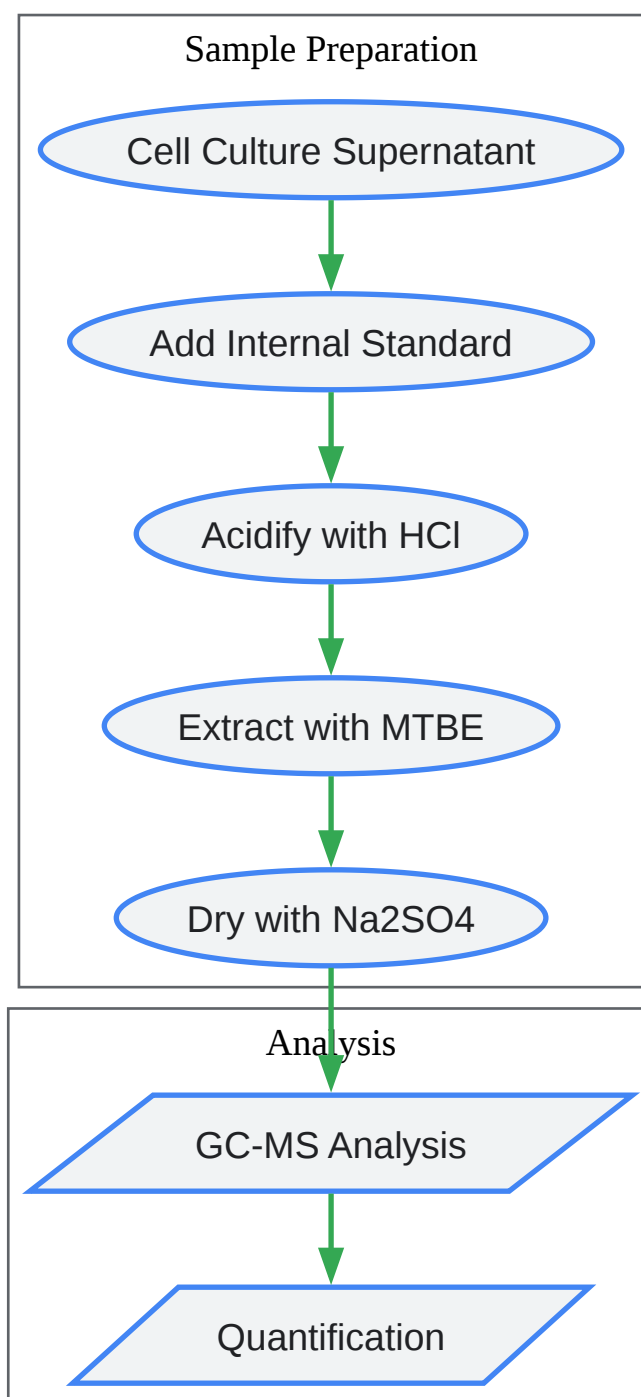 Sample Preparation
Cell Culture Supernatant
Add Internal Standard
Acidify with HCl
Extract with MTBE
Dry with Na2SO4
Analysis
GC-MS Analysis
Quantification